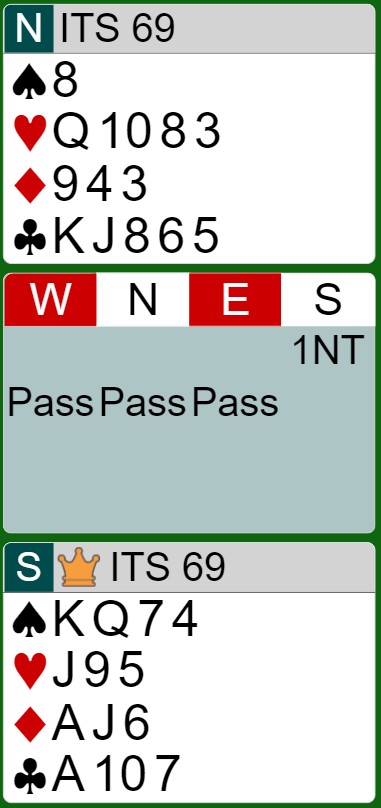 N ITS 69
♠8
♥Q 10 8 3
♦9 4 3
♣K J 8 6 5
W N E S
1NT
Pass Pass Pass
S ITS 69
♠K Q 7 4
♥J 9 5
♦A J 6
♣A 10 7